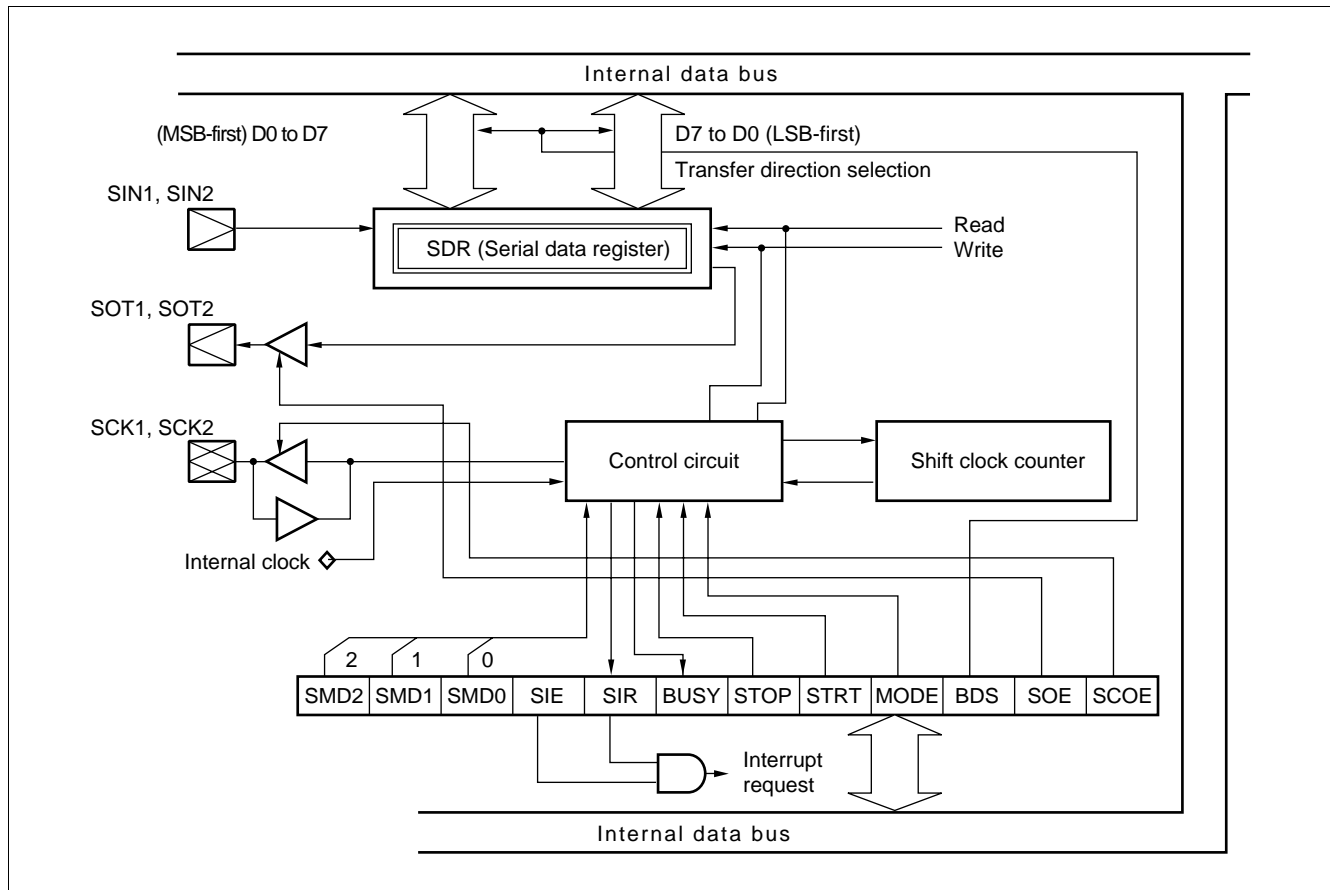 Internal data bus
(MSB-first) D0 to D7
D7 to D0 (LSB-first)
Transfer direction selection
SIN1, SIN2
SDR (Serial data register)
Read
Write
SOT1, SOT2
SCK1, SCK2
Control circuit
Shift clock counter
Internal clock
2
1
0
SMD2 SMD1 SMD0 SIE SIR BUSY STOP STRT MODE BDS SOE SCOE
Interrupt
request
Internal data bus